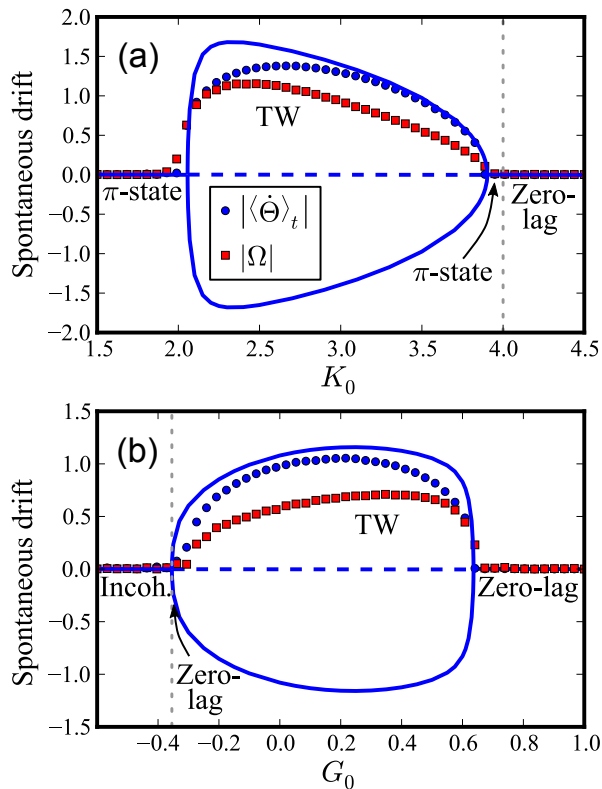 (a)
Spontaneous drift
2.0
1.5
1.0
0.5
0.0
−0.5
−1.0
−1.5
−2.0
TW
π-state
Zero-
lag
|⟨Θ̇⟩ₜ|
|Ω|
π-state
1.5 2.0 2.5 3.0 3.5 4.0 4.5
K₀
(b)
Spontaneous drift
1.5
1.0
0.5
0.0
−0.5
−1.0
−1.5
TW
Incoh.
Zero-lag
Zero-
lag
−0.4 −0.2 0.0 0.2 0.4 0.6 0.8 1.0
G₀